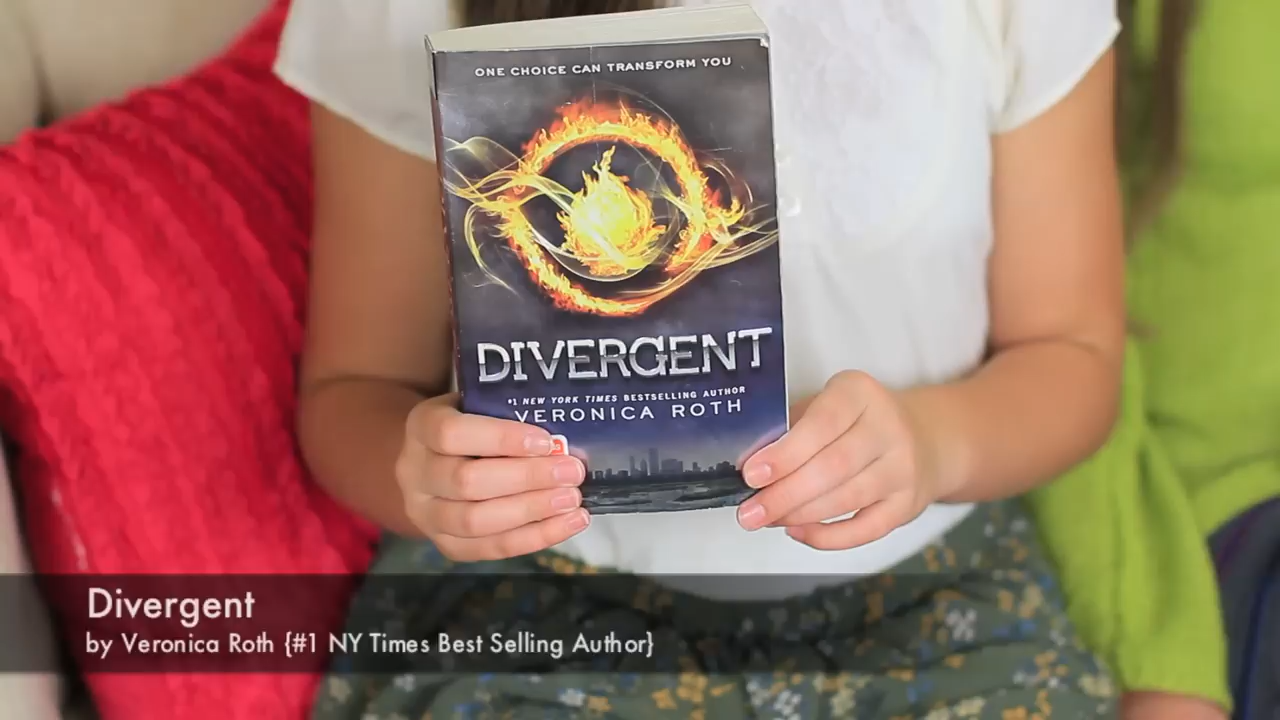 ONE CHOICE CAN TRANSFORM YOU
DIVERGENT
#1 NEW YORK TIMES BESTSELLING AUTHOR
VERONICA ROTH
Divergent
by Veronica Roth {#1 NY Times Best Selling Author}